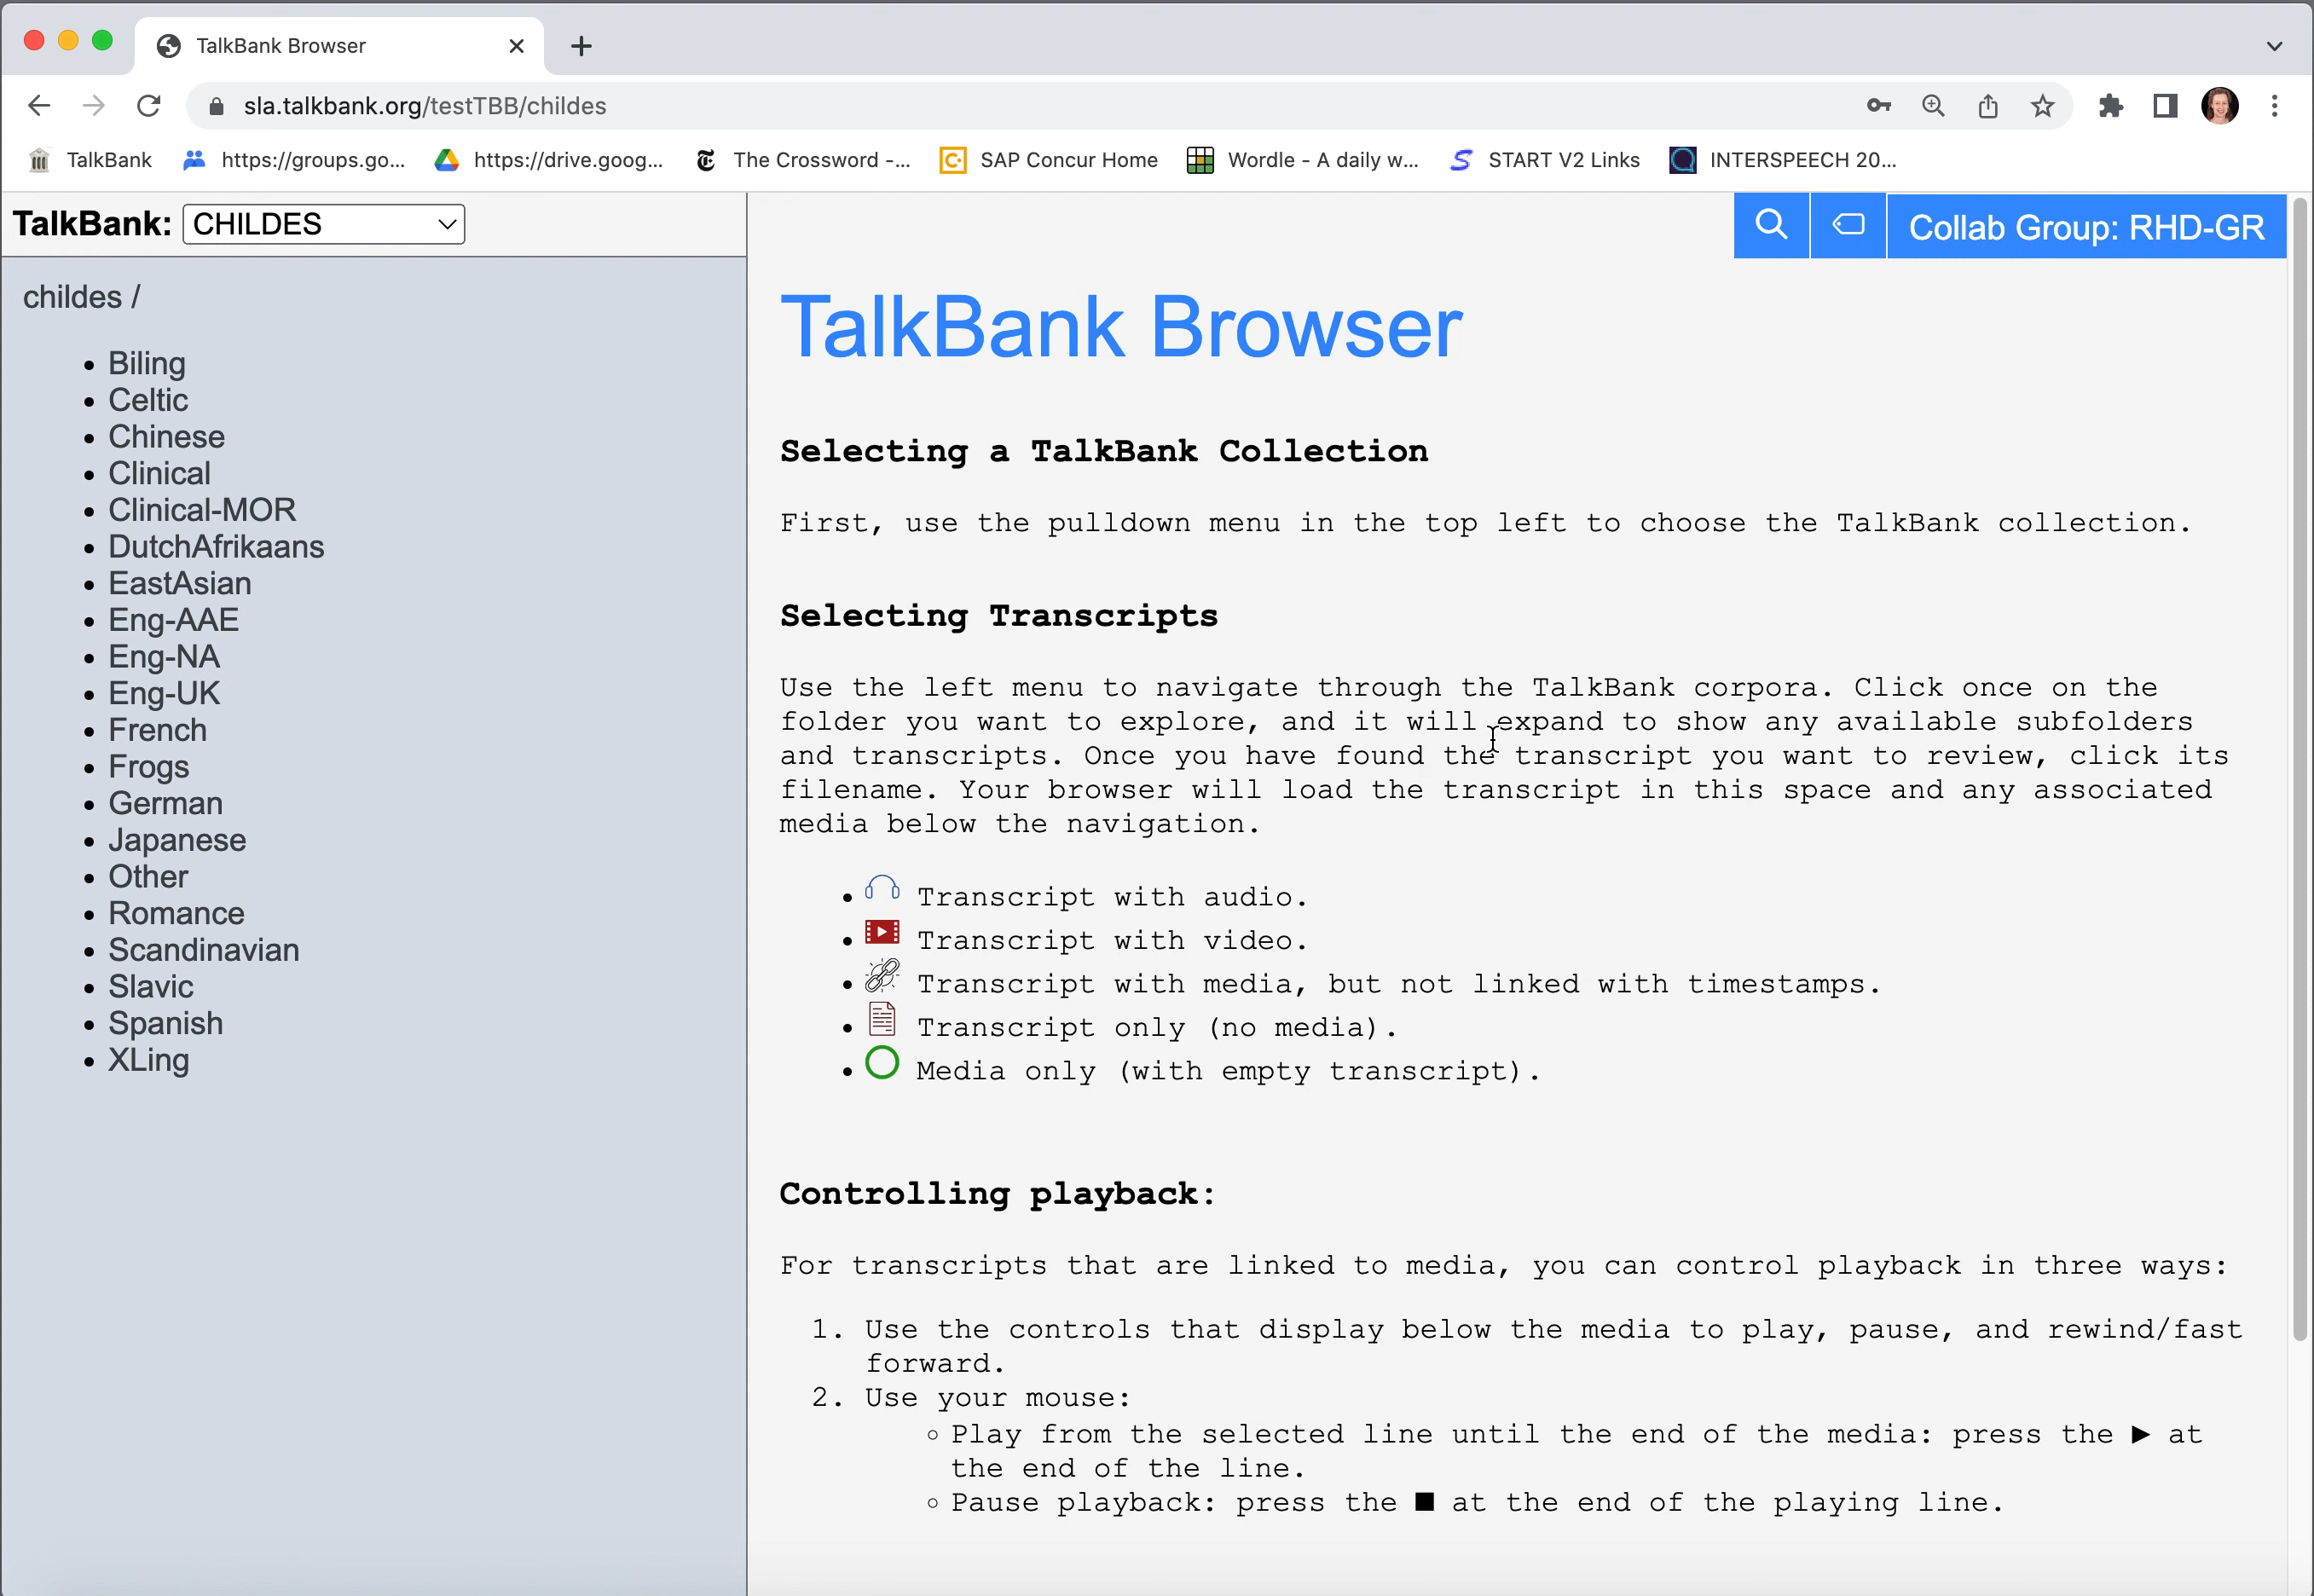 TalkBank Browser
sla.talkbank.org/testTBB/childes
TalkBank
https://groups.go...
https://drive.goog...
The Crossword -...
SAP Concur Home
Wordle - A daily w...
START V2 Links
INTERSPEECH 20...
TalkBank: CHILDES
childes /
• Biling
• Celtic
• Chinese
• Clinical
• Clinical-MOR
• DutchAfrikaans
• EastAsian
• Eng-AAE
• Eng-NA
• Eng-UK
• French
• Frogs
• German
• Japanese
• Other
• Romance
• Scandinavian
• Slavic
• Spanish
• XLing
Collab Group: RHD-GR
TalkBank Browser
Selecting a TalkBank Collection
First, use the pulldown menu in the top left to choose the TalkBank collection.
Selecting Transcripts
Use the left menu to navigate through the TalkBank corpora. Click once on the
folder you want to explore, and it will expand to show any available subfolders
and transcripts. Once you have found the transcript you want to review, click its
filename. Your browser will load the transcript in this space and any associated
media below the navigation.
• Transcript with audio.
• Transcript with video.
• Transcript with media, but not linked with timestamps.
• Transcript only (no media).
• Media only (with empty transcript).
Controlling playback:
For transcripts that are linked to media, you can control playback in three ways:
1. Use the controls that display below the media to play, pause, and rewind/fast
forward.
2. Use your mouse:
○ Play from the selected line until the end of the media: press the ▶ at
the end of the line.
○ Pause playback: press the ■ at the end of the playing line.